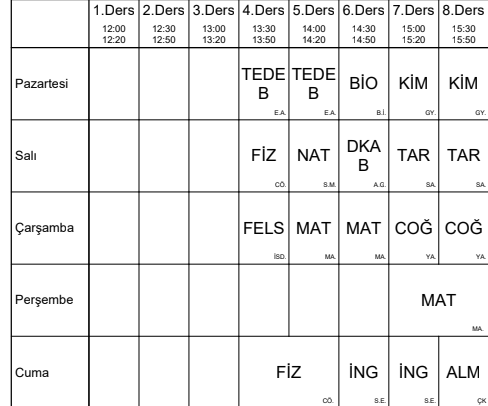 1.Ders 2.Ders 3.Ders 4.Ders 5.Ders 6.Ders 7.Ders 8.Ders
12:00 12:30 13:00 13:30 14:00 14:30 15:00 15:30
12:20 12:50 13:20 13:50 14:20 14:50 15:20 15:50
Pazartesi TEDE TEDE BİO KİM KİM
B B
E.A. E.A. B.İ. GY. GY.
Salı FİZ NAT DKA TAR TAR
B
CÖ. S.M. A.G. SA. SA.
Çarşamba FELS MAT MAT COĞ COĞ
İSD. MA. MA. YA. YA.
Perşembe MAT
MA.
Cuma FİZ İNG İNG ALM
CÖ. S.E. S.E. ÇK